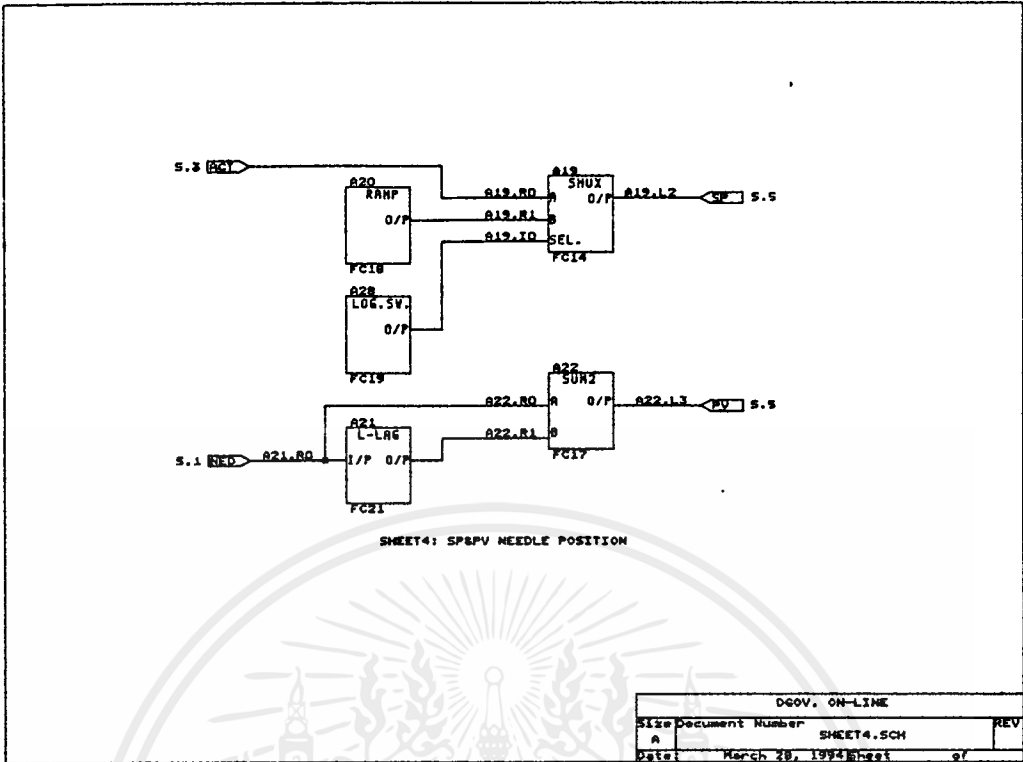 S.3 ACT
A20
RAMP
O/P
FC18
A28
LOG.SW.
O/P
FC19
A19
SMUX
A19.R0 A O/P A19.L2 SP S.5
A19.R1 B
A19.I0 SEL.
FC14
A22
SUM2
A22.R0 A O/P A22.L3 PV S.5
A22.R1 B
FC17
A21
L-LAG
S.1 NED A21.R0 I/P O/P
FC21
SHEET4: SP&PV NEEDLE POSITION
DGOV. ON-LINE
Size Document Number REV
A SHEET4.SCH
Date: March 28, 1994 Sheet of